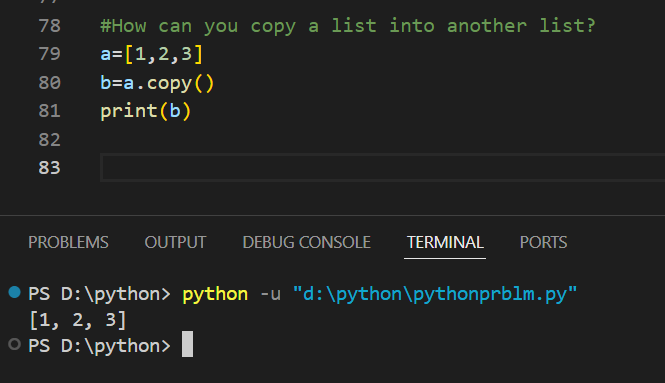 78 #How can you copy a list into another list?
79 a=[1,2,3]
80 b=a.copy()
81 print(b)
82
83
PROBLEMS OUTPUT DEBUG CONSOLE TERMINAL PORTS
PS D:\python> python -u "d:\python\pythonprblm.py"
[1, 2, 3]
PS D:\python>